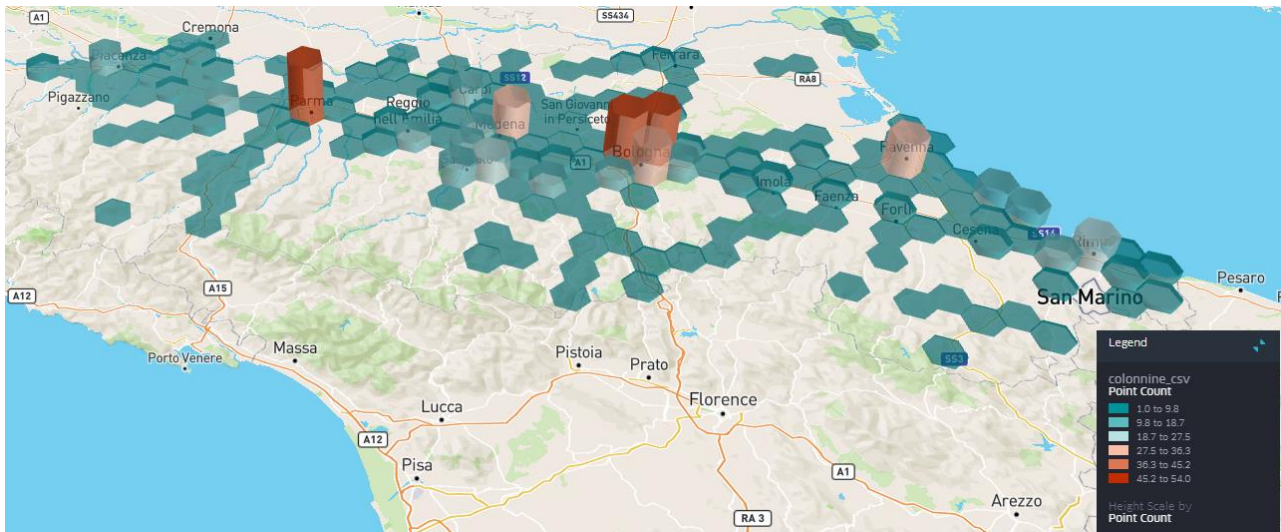 A1
Cremona
SS434
Piacenza
Pigazzano
Parma
Reggio
nell'Emilia
Carpi
SS12
Modena
San Giovanni
in Persiceto
Ferrara
RA8
A1
Bologna
Imola
Faenza
Ravenna
Forlì
Cesena
SS16
San Marino
Pesaro
A12
A15
Porto Venere
Massa
Pistoia
Prato
Lucca
Florence
A12
Pisa
RA 3
A1
Arezzo
SS3
Legend
colonnine_csv
Point Count
1.0 to 9.8
9.8 to 18.7
18.7 to 27.5
27.5 to 36.3
36.3 to 45.2
45.2 to 54.0
Height Scale by
Point Count